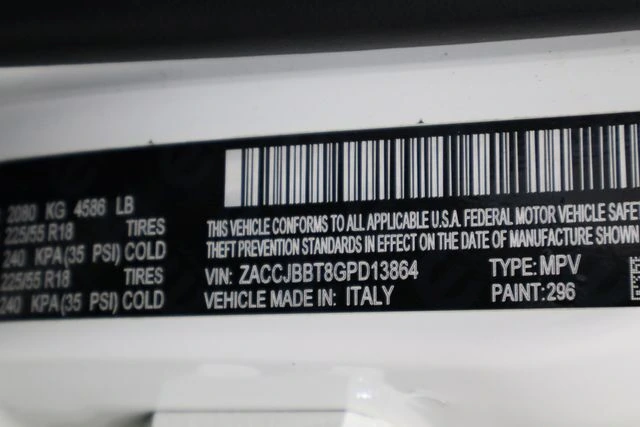 2080 KG 4586 LB
225/55 R18 TIRES
240 KPA(35 PSI) COLD
225/55 R18 TIRES
240 KPA(35 PSI) COLD
THIS VEHICLE CONFORMS TO ALL APPLICABLE U.S.A. FEDERAL MOTOR VEHICLE SAFET
THEFT PREVENTION STANDARDS IN EFFECT ON THE DATE OF MANUFACTURE SHOWN
VIN: ZACCJBBT8GPD13864 TYPE: MPV
VEHICLE MADE IN: ITALY PAINT: 296